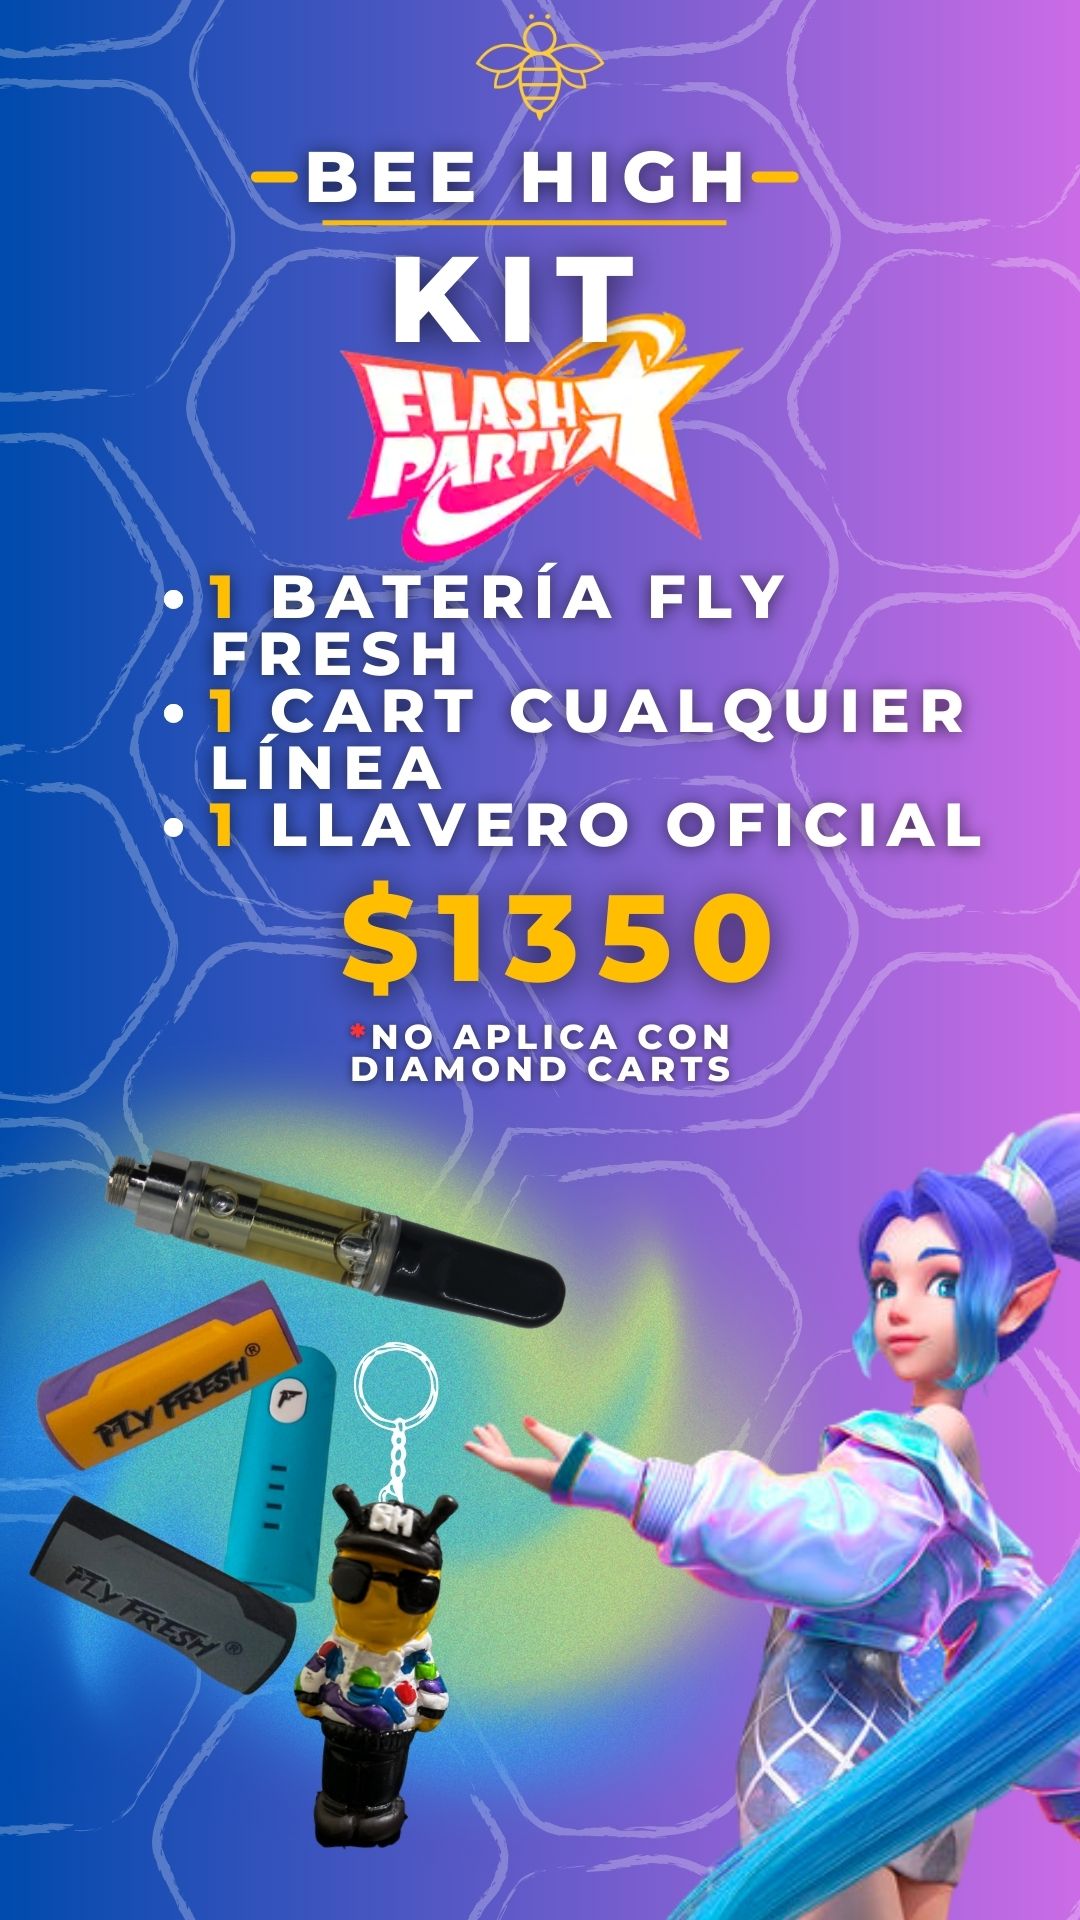 BEE HIGH
KIT
FLASH
PARTY
• 1 BATERÍA FLY
FRESH
• 1 CART CUALQUIER
LÍNEA
• 1 LLAVERO OFICIAL
$1350
*NO APLICA CON
DIAMOND CARTS
FLY FRESH®
FLY FRESH®
BH